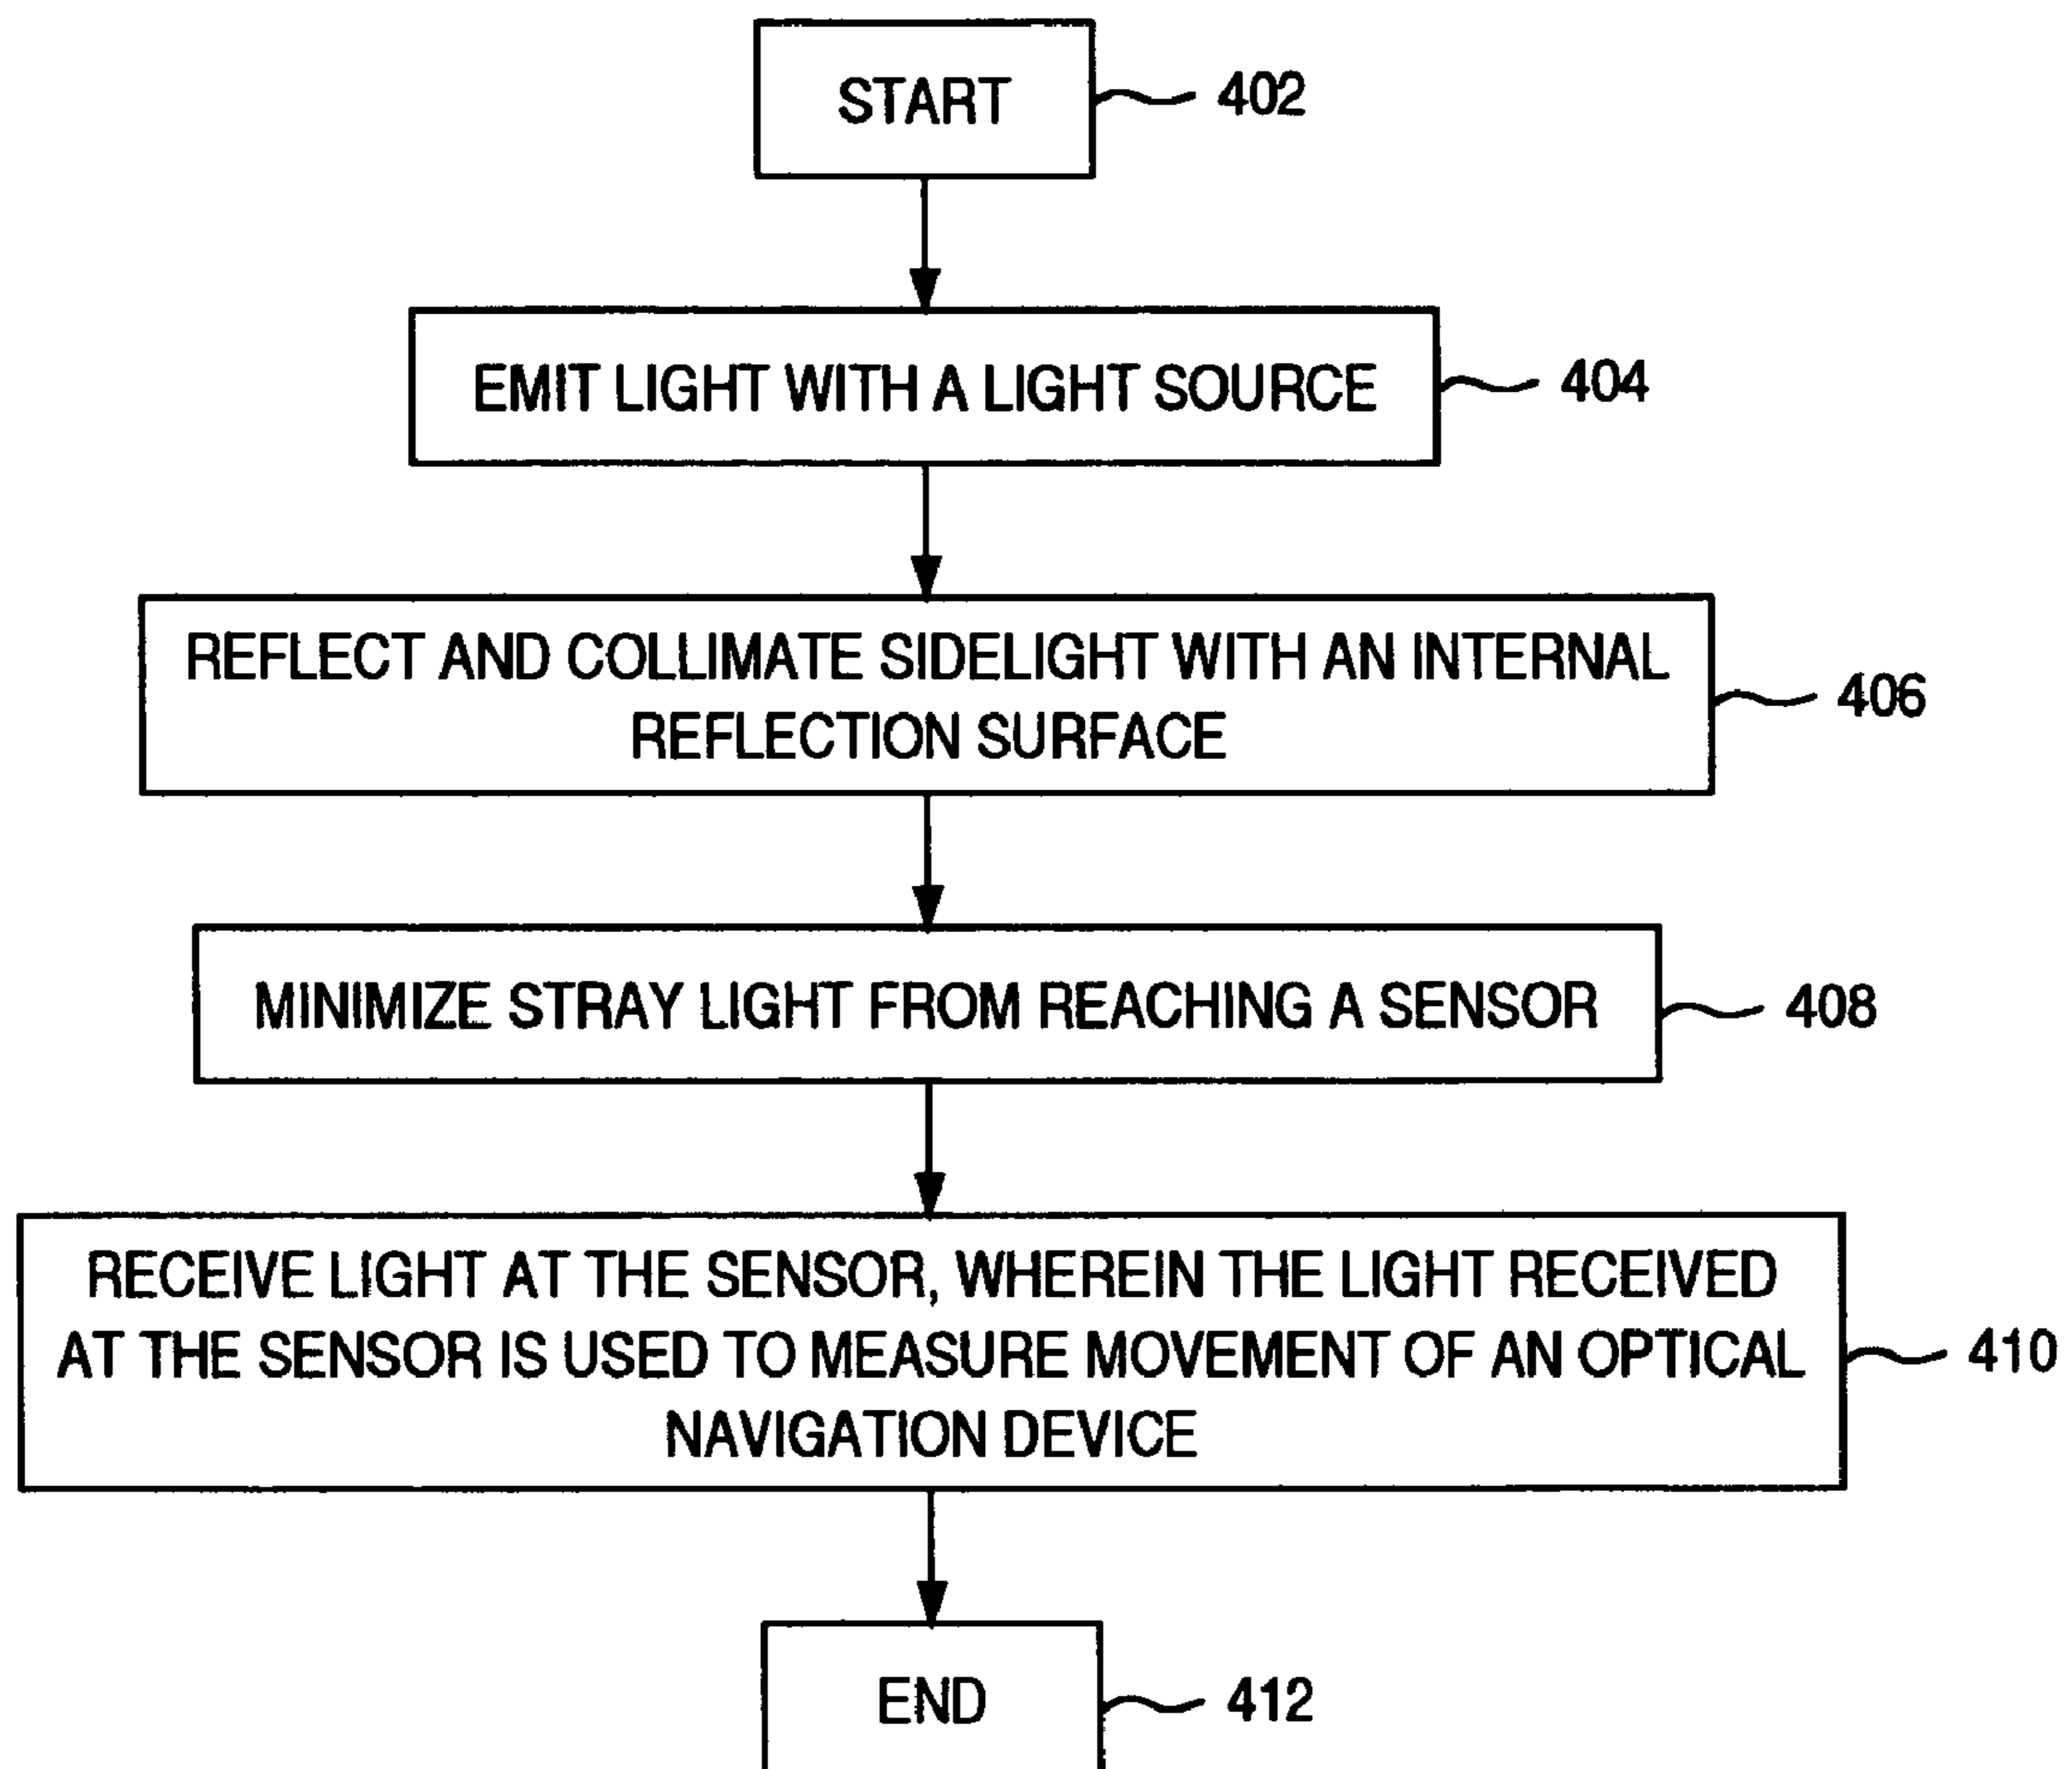 START
402
EMIT LIGHT WITH A LIGHT SOURCE
404
REFLECT AND COLLIMATE SIDELIGHT WITH AN INTERNAL
REFLECTION SURFACE
406
MINIMIZE STRAY LIGHT FROM REACHING A SENSOR
408
RECEIVE LIGHT AT THE SENSOR, WHEREIN THE LIGHT RECEIVED
AT THE SENSOR IS USED TO MEASURE MOVEMENT OF AN OPTICAL
NAVIGATION DEVICE
410
END
412